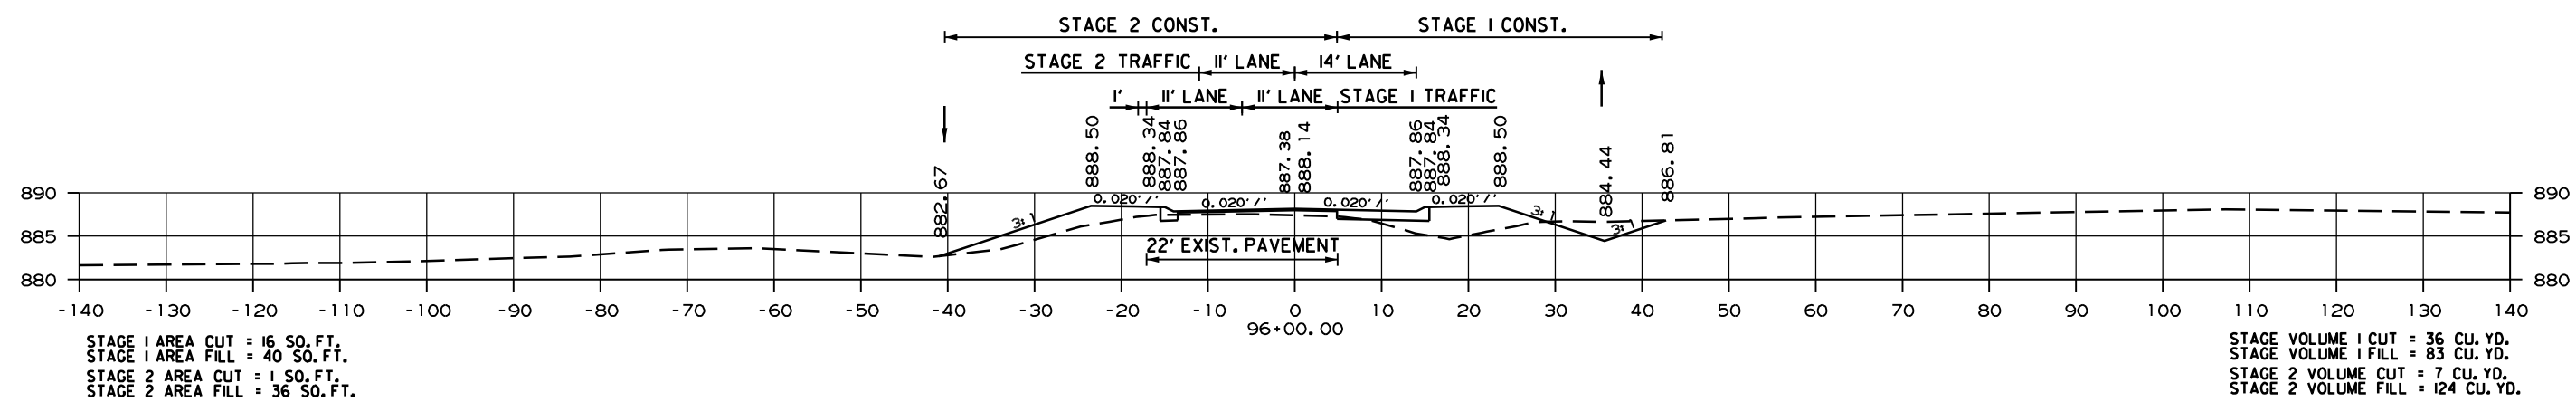 STAGE 2 CONST. STAGE 1 CONST.
STAGE 2 TRAFFIC 11' LANE 14' LANE
1' 11' LANE 11' LANE STAGE 1 TRAFFIC
882.67 888.50 888.34 887.84 887.86 887.38 888.14 887.86 887.84 888.34 888.50 884.44 886.81
890 890
3:1 0.020'/' 0.020'/' 0.020'/' 0.020'/' 3:1 3:1
885 885
22' EXIST. PAVEMENT
880 880
-140 -130 -120 -110 -100 -90 -80 -70 -60 -50 -40 -30 -20 -10 0 10 20 30 40 50 60 70 80 90 100 110 120 130 140
96+00.00
STAGE 1 AREA CUT = 16 SQ.FT.
STAGE 1 AREA FILL = 40 SQ.FT.
STAGE 2 AREA CUT = 1 SQ.FT.
STAGE 2 AREA FILL = 36 SQ.FT.
STAGE VOLUME 1 CUT = 36 CU.YD.
STAGE VOLUME 1 FILL = 83 CU.YD.
STAGE 2 VOLUME CUT = 7 CU.YD.
STAGE 2 VOLUME FILL = 124 CU.YD.